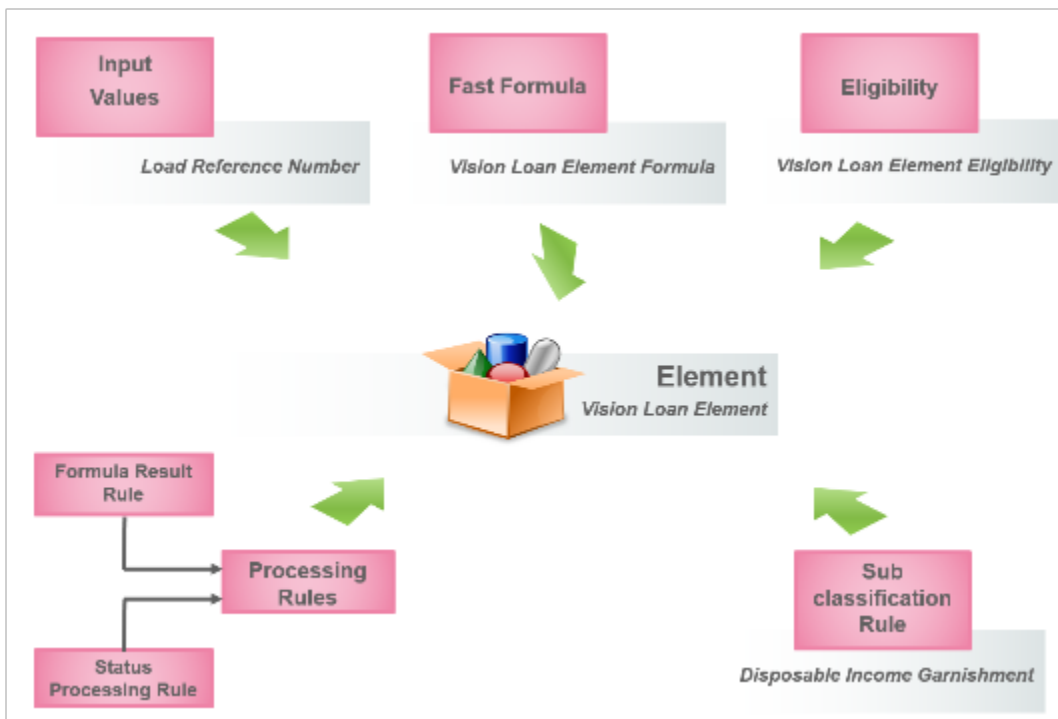 Input
Values
Load Reference Number
Fast Formula
Vision Loan Element Formula
Eligibility
Vision Loan Element Eligibility
Element
Vision Loan Element
Formula Result
Rule
Processing
Rules
Status
Processing Rule
Sub
classification
Rule
Disposable Income Garnishment